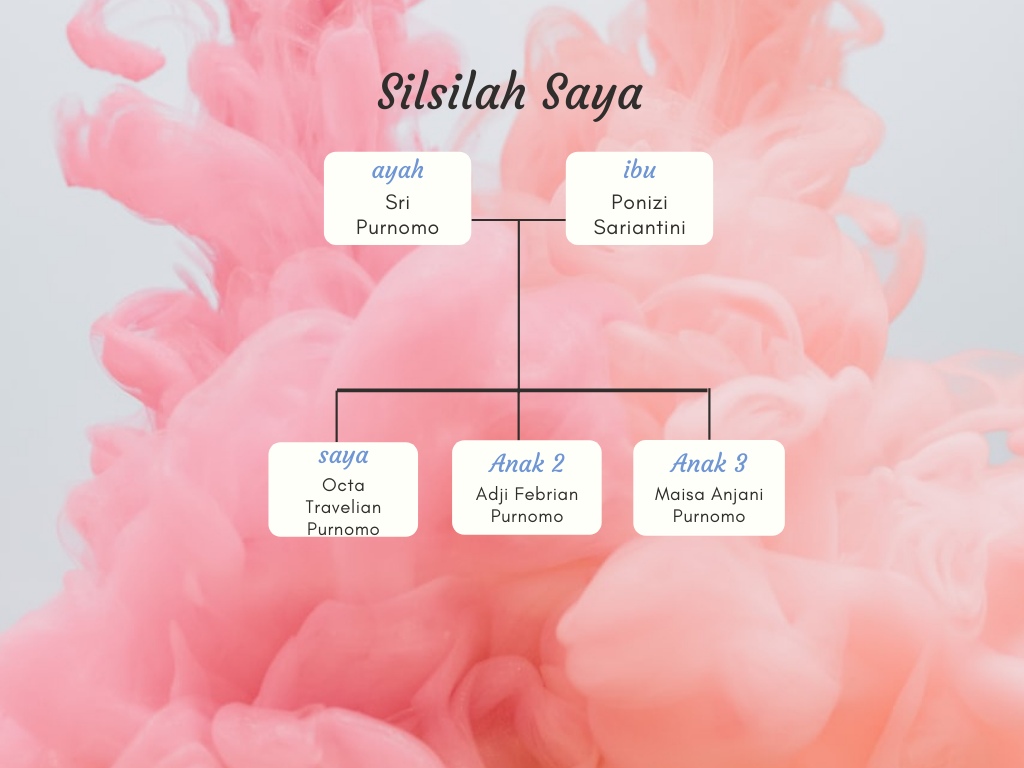 Silsilah Saya
ayah
Sri
Purnomo
ibu
Ponizi
Sariantini
saya
Octa
Travelian
Purnomo
Anak 2
Adji Febrian
Purnomo
Anak 3
Maisa Anjani
Purnomo